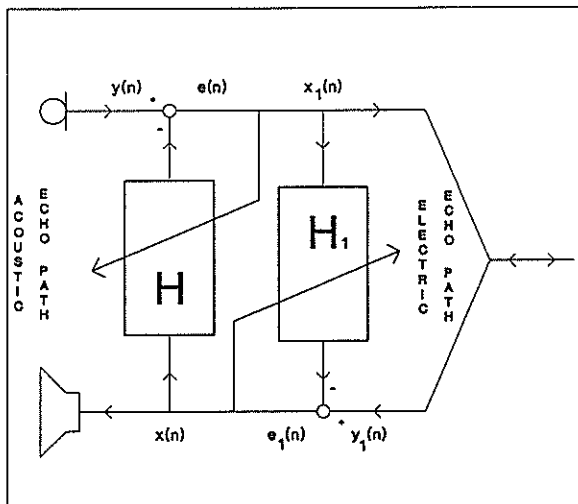 y(n) + e(n) x₁(n)
-
ACOUSTIC
ECHO PATH
H
H₁
ELECTRIC
ECHO PATH
-
x(n) e₁(n) + y₁(n)